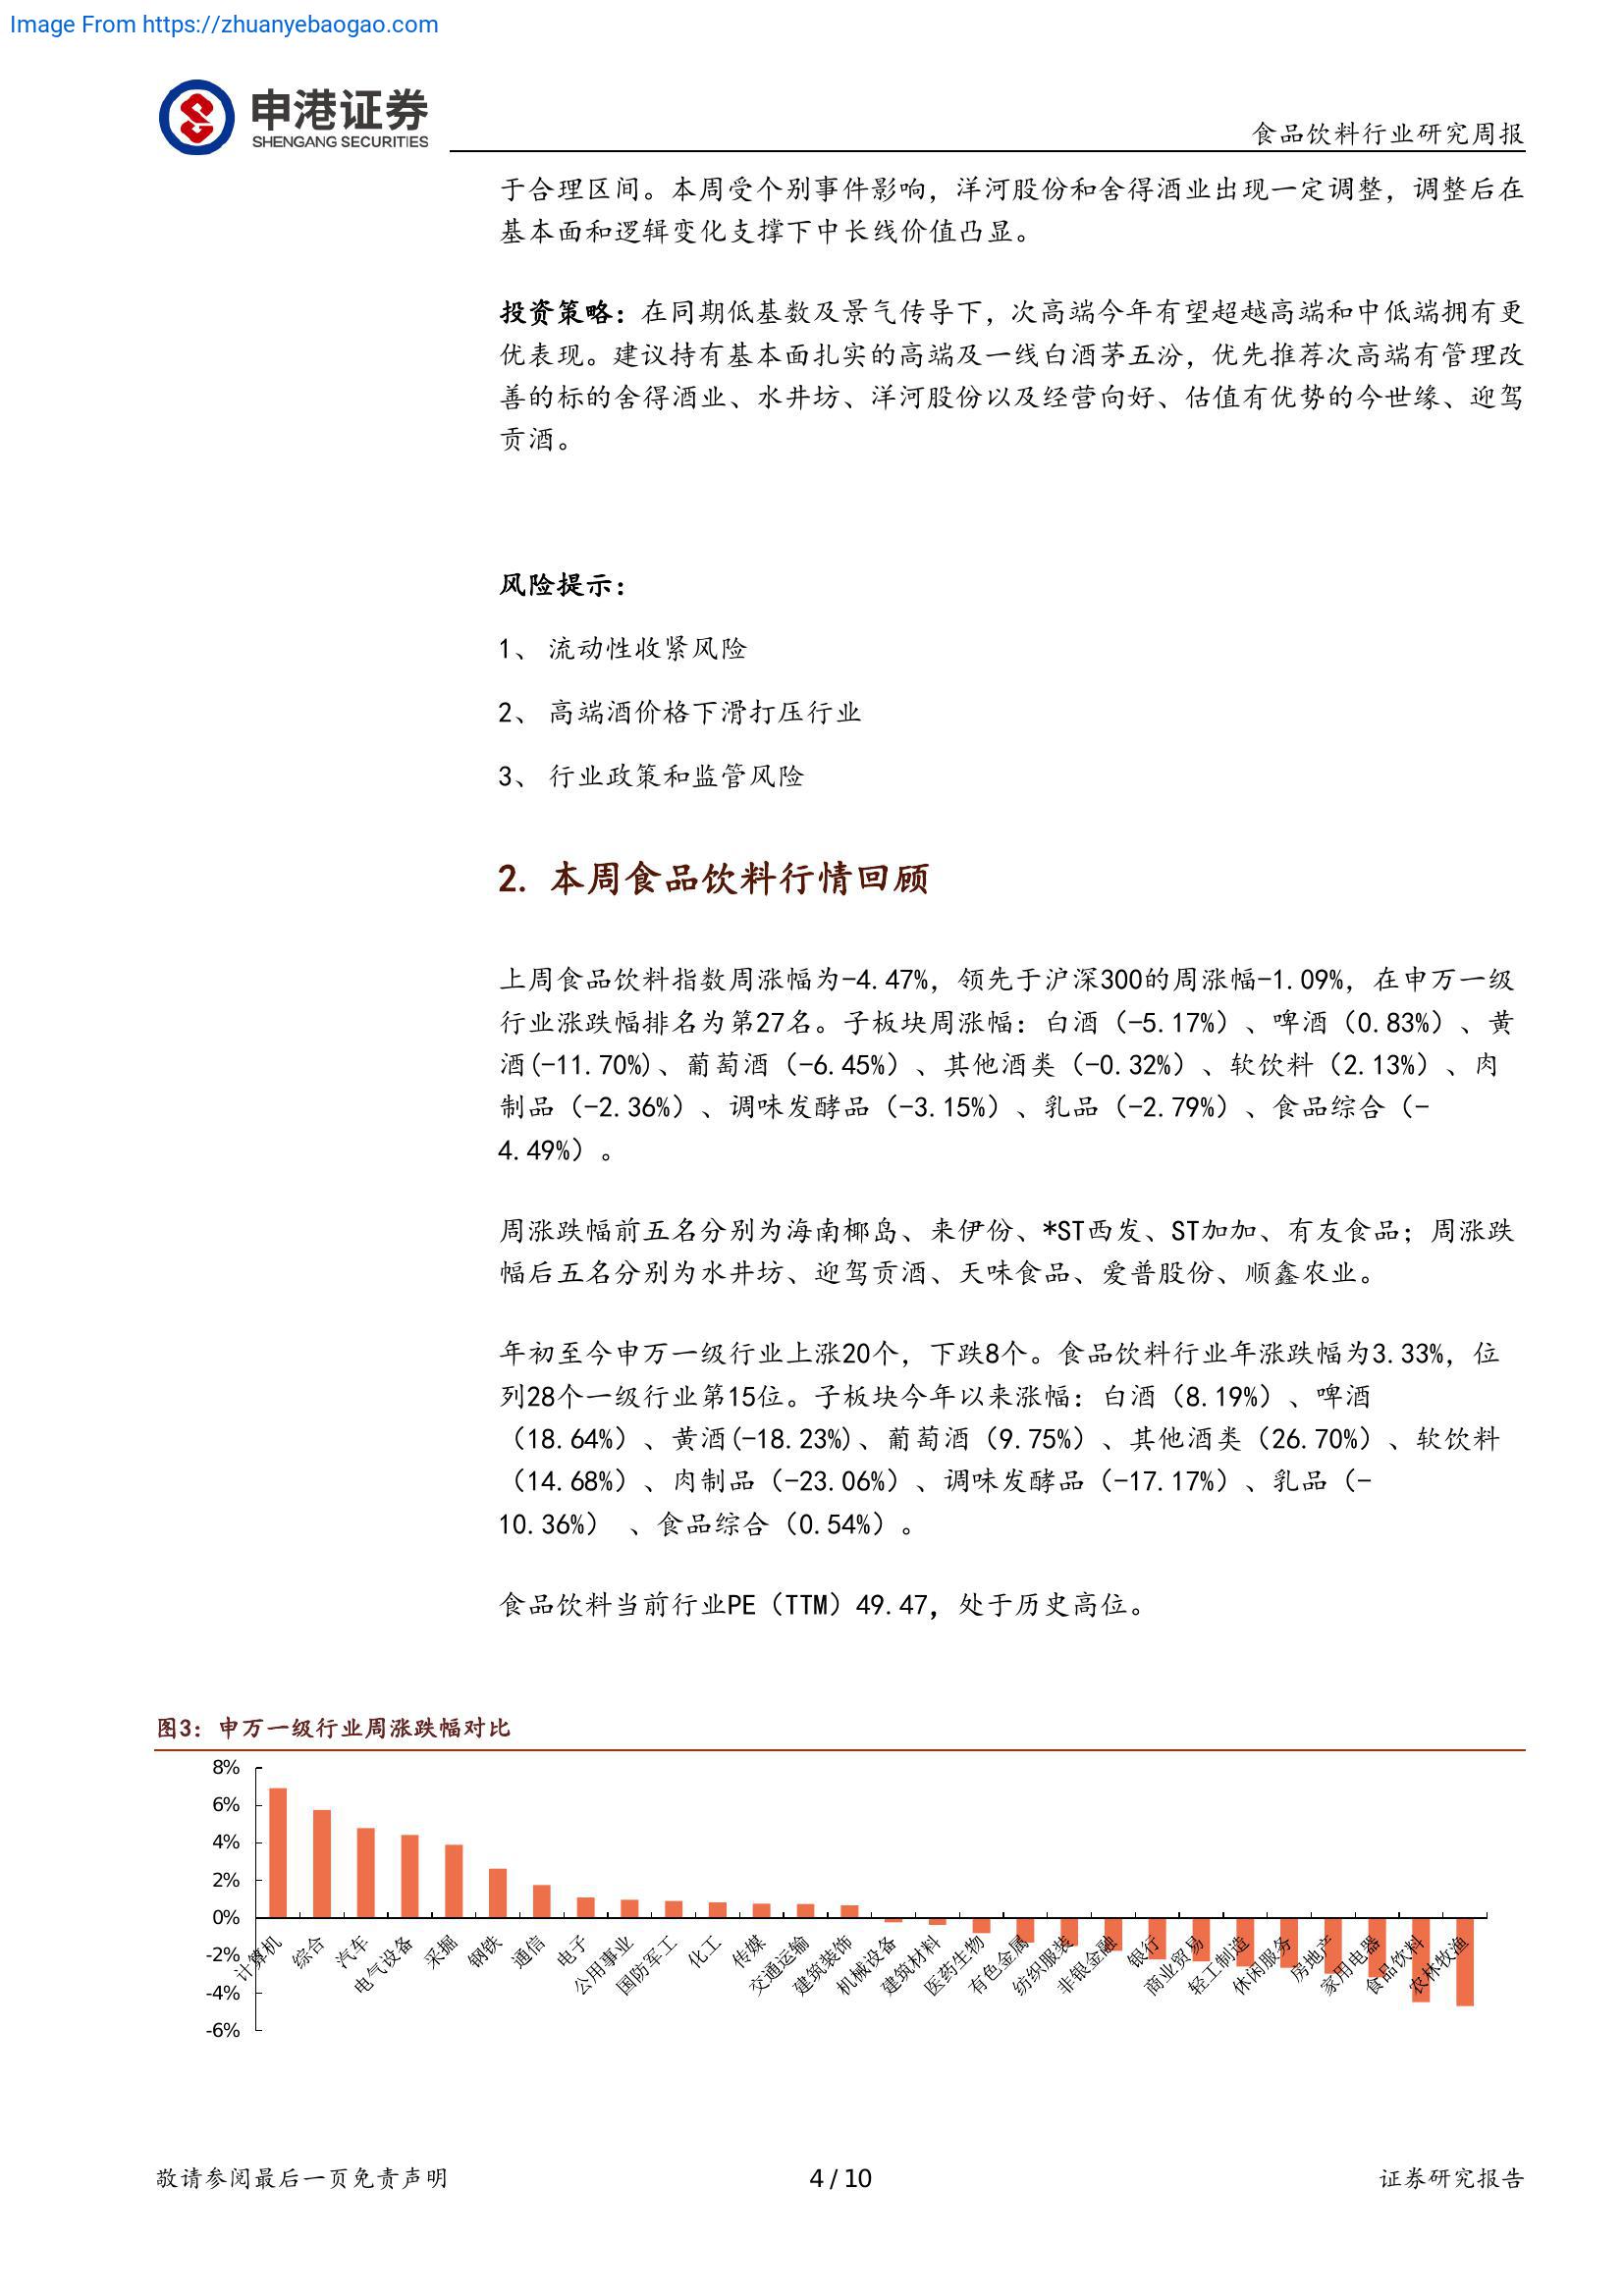 Image From https://zhuanyebaogao.com
申港证券
SHENGANG SECURITIES
食品饮料行业研究周报
于合理区间。本周受个别事件影响，洋河股份和舍得酒业出现一定调整，调整后在
基本面和逻辑变化支撑下中长线价值凸显。
投资策略：在同期低基数及景气传导下，次高端今年有望超越高端和中低端拥有更
优表现。建议持有基本面扎实的高端及一线白酒茅五汾，优先推荐次高端有管理改
善的标的舍得酒业、水井坊、洋河股份以及经营向好、估值有优势的今世缘、迎驾
贡酒。
风险提示：
1、 流动性收紧风险
2、 高端酒价格下滑打压行业
3、 行业政策和监管风险
2. 本周食品饮料行情回顾
上周食品饮料指数周涨幅为-4.47%，领先于沪深300的周涨幅-1.09%，在申万一级
行业涨跌幅排名为第27名。子板块周涨幅：白酒（-5.17%）、啤酒（0.83%）、黄
酒(-11.70%)、葡萄酒（-6.45%）、其他酒类（-0.32%）、软饮料（2.13%）、肉
制品（-2.36%）、调味发酵品（-3.15%）、乳品（-2.79%）、食品综合（-
4.49%）。
周涨跌幅前五名分别为海南椰岛、来伊份、*ST西发、ST加加、有友食品；周涨跌
幅后五名分别为水井坊、迎驾贡酒、天味食品、爱普股份、顺鑫农业。
年初至今申万一级行业上涨20个，下跌8个。食品饮料行业年涨跌幅为3.33%，位
列28个一级行业第15位。子板块今年以来涨幅：白酒（8.19%）、啤酒
（18.64%）、黄酒(-18.23%)、葡萄酒（9.75%）、其他酒类（26.70%）、软饮料
（14.68%）、肉制品（-23.06%）、调味发酵品（-17.17%）、乳品（-
10.36%） 、食品综合（0.54%）。
食品饮料当前行业PE（TTM）49.47，处于历史高位。
图3：申万一级行业周涨跌幅对比
8%
6%
4%
2%
0%
-2%
-4%
-6%
计算机
综合
汽车
电气设备
采掘
钢铁
通信
电子
公用事业
国防军工
化工
传媒
交通运输
建筑装饰
机械设备
建筑材料
医药生物
有色金属
纺织服装
非银金融
银行
商业贸易
轻工制造
休闲服务
房地产
家用电器
食品饮料
农林牧渔
敬请参阅最后一页免责声明
4 / 10
证券研究报告